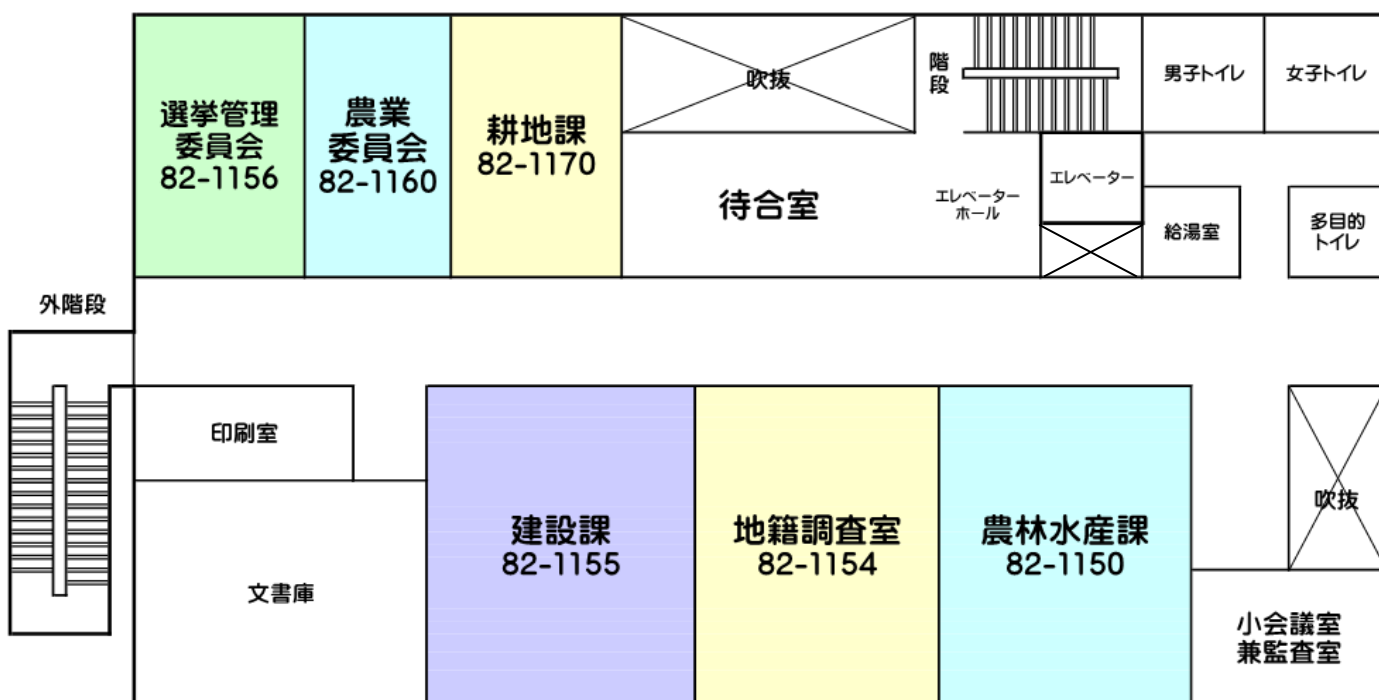 選挙管理
委員会
82-1156
農業
委員会
82-1160
耕地課
82-1170
吹抜
階段
男子トイレ
女子トイレ
待合室
エレベーター
ホール
エレベーター
給湯室
多目的
トイレ
外階段
印刷室
文書庫
建設課
82-1155
地籍調査室
82-1154
農林水産課
82-1150
吹抜
小会議室
兼監査室